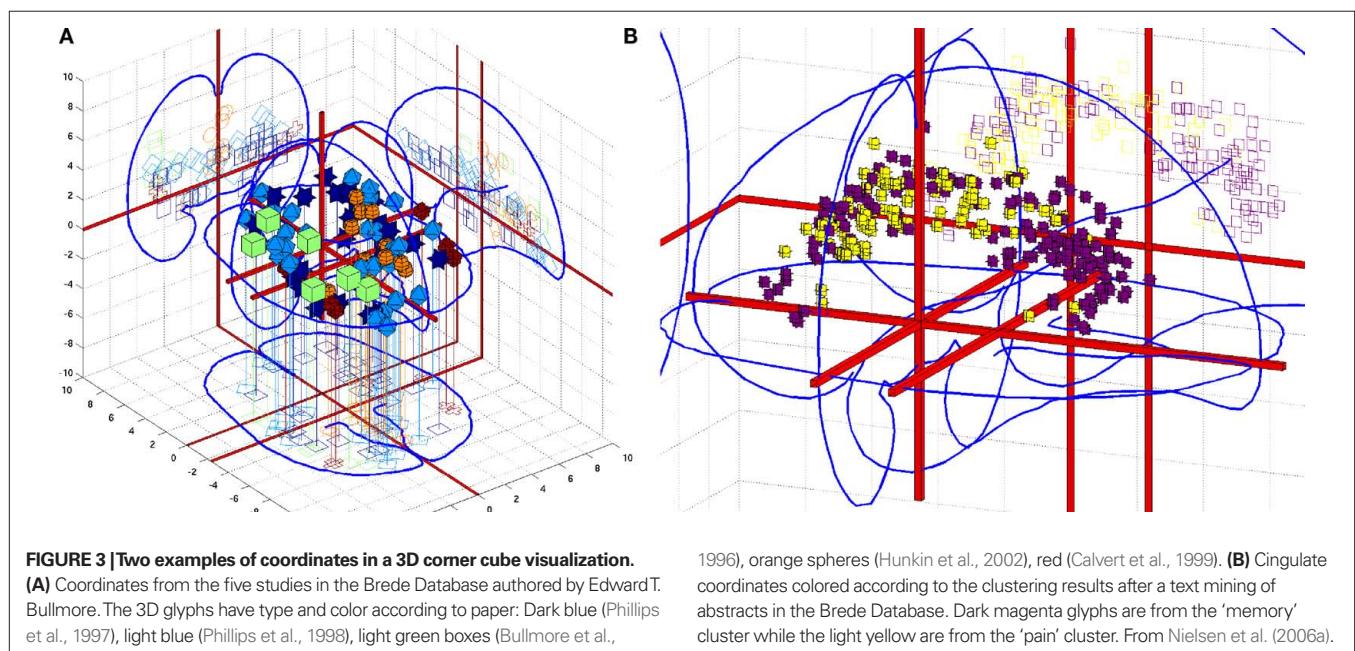 A
B
10
8
6
4
2
0
-2
-4
-6
-8
-10
10
8
6
4
2
0
-2
-4
-6
-8
0
2
4
6
8
10
FIGURE 3 | Two examples of coordinates in a 3D corner cube visualization.
(A) Coordinates from the five studies in the Brede Database authored by Edward T.
Bullmore. The 3D glyphs have type and color according to paper: Dark blue (Phillips
et al., 1997), light blue (Phillips et al., 1998), light green boxes (Bullmore et al.,
1996), orange spheres (Hunkin et al., 2002), red (Calvert et al., 1999). (B) Cingulate
coordinates colored according to the clustering results after a text mining of
abstracts in the Brede Database. Dark magenta glyphs are from the ‘memory’
cluster while the light yellow are from the ‘pain’ cluster. From Nielsen et al. (2006a).